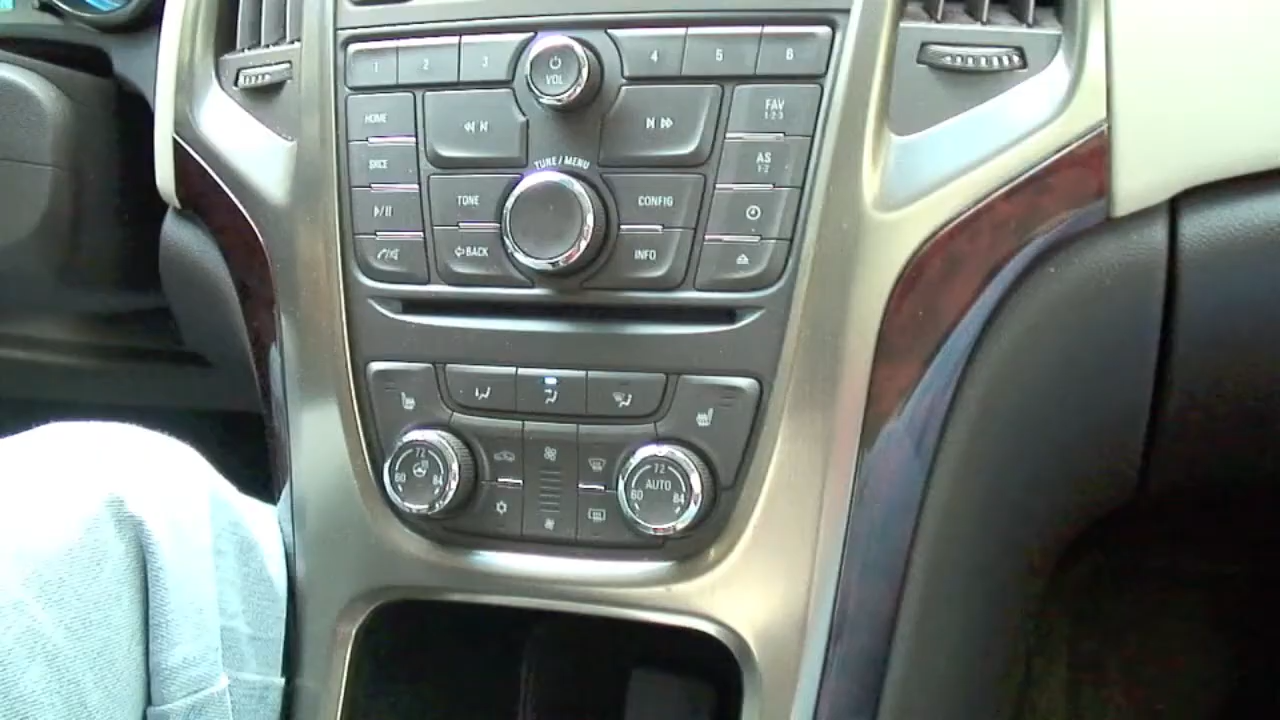 1 2 3
VOL
4 5 6
HOME
FAV
1-2-3
SRCE
TUNE / MENU
AS
1-2
TONE
CONFIG
BACK
INFO
72
60 84
72
AUTO
60 84